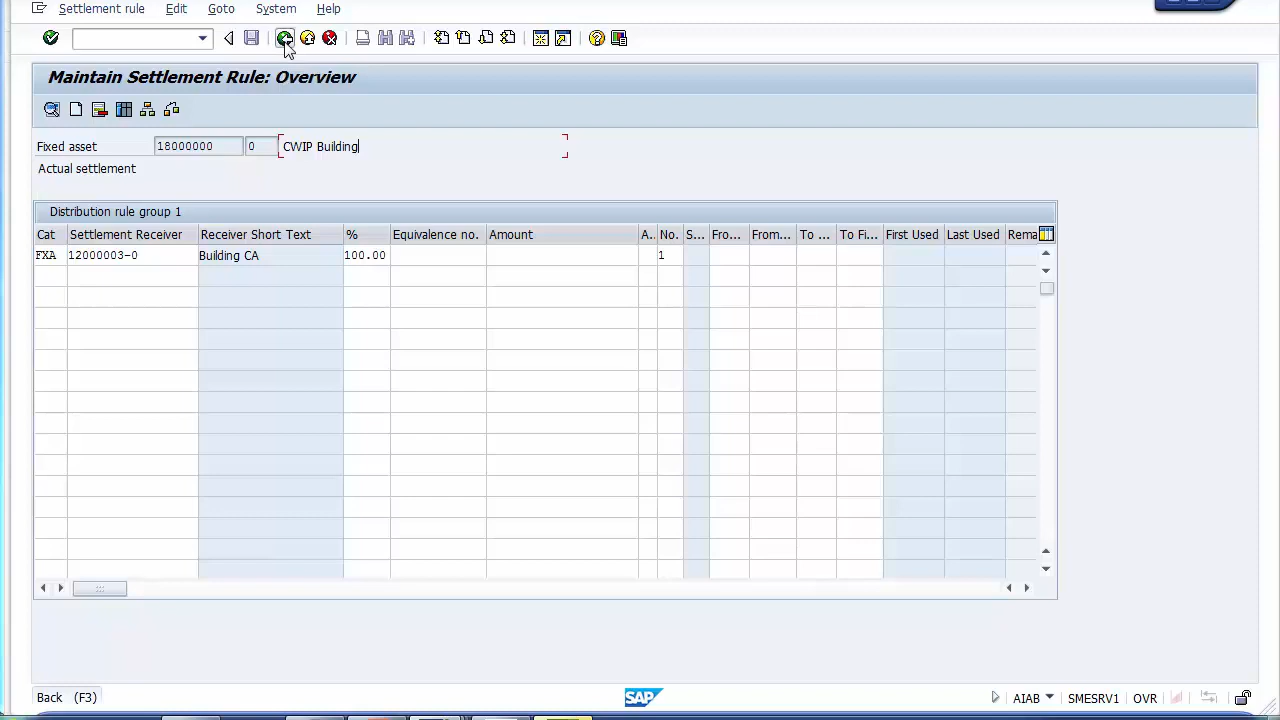 Settlement rule Edit Goto System Help
Maintain Settlement Rule: Overview
Fixed asset 18000000 0 CWIP Building
Actual settlement
Distribution rule group 1
Cat Settlement Receiver Receiver Short Text % Equivalence no. Amount A.. No. S... Fro... From... To ... To Fi... First Used Last Used Rema
FXA 12000003-0 Building CA 100.00 1
Back (F3) SAP AIAB SMESRV1 OVR